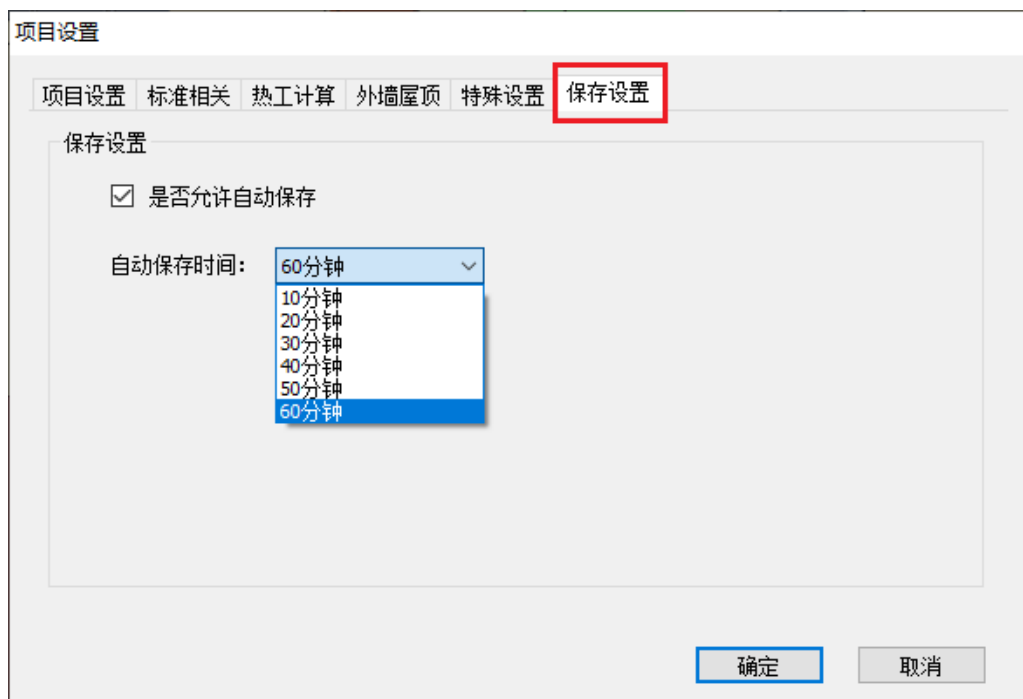 项目设置
项目设置 标准相关 热工计算 外墙屋顶 特殊设置 保存设置
保存设置
是否允许自动保存
自动保存时间： 60分钟
10分钟
20分钟
30分钟
40分钟
50分钟
60分钟
确定 取消